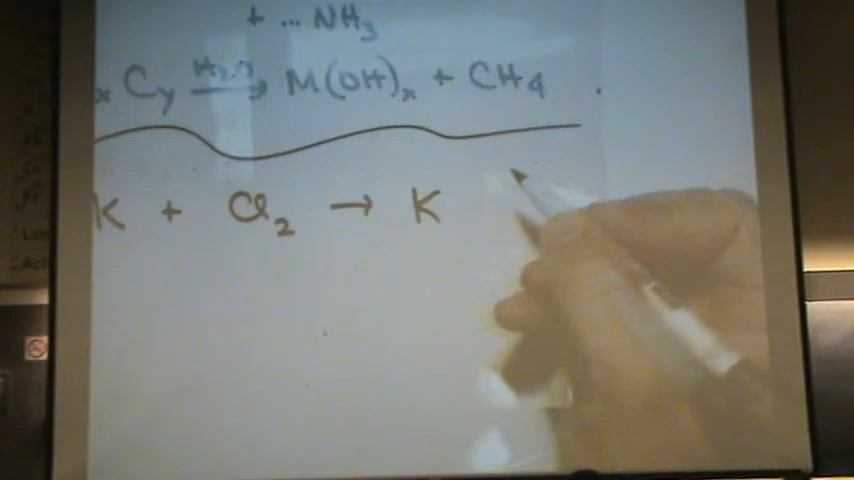 + ... NH₃
ₓ Cy H₂O→ M(OH)ₓ + CH₄
K + Cl₂ → K